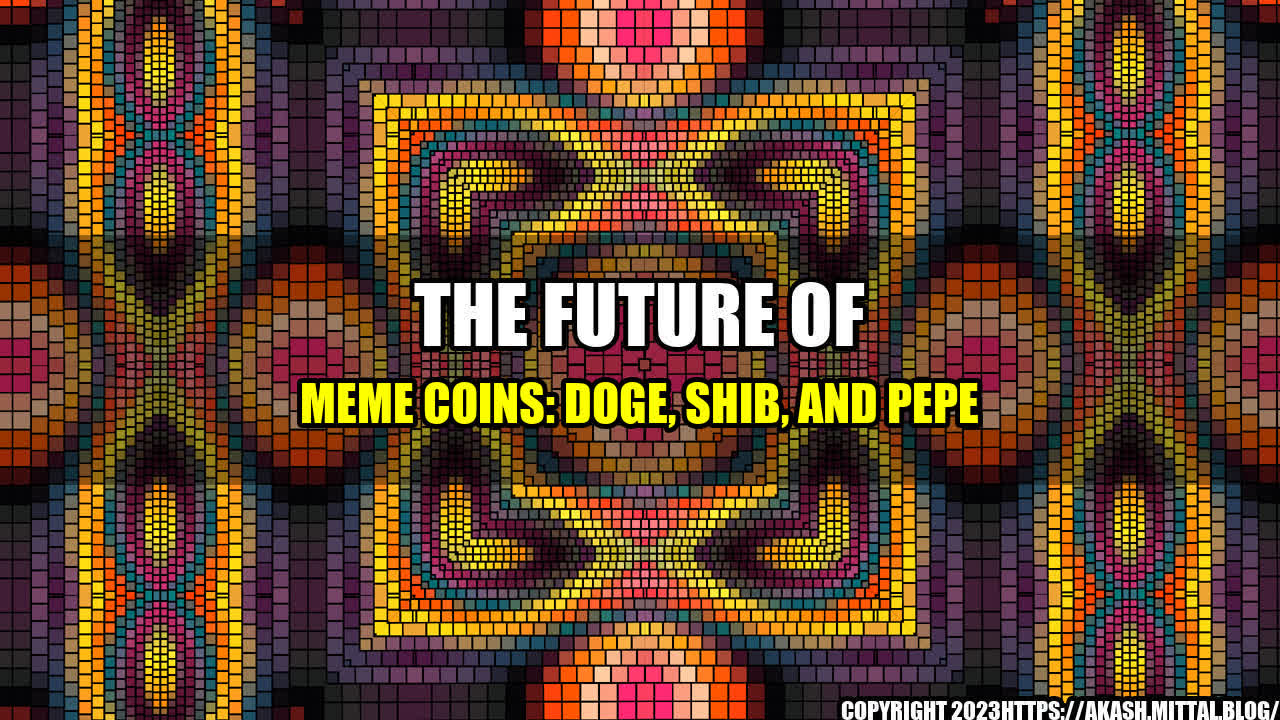 THE FUTURE OF
MEME COINS: DOGE, SHIB, AND PEPE
COPYRIGHT 2023HTTPS://AKASH.MITTAL.BLOG/